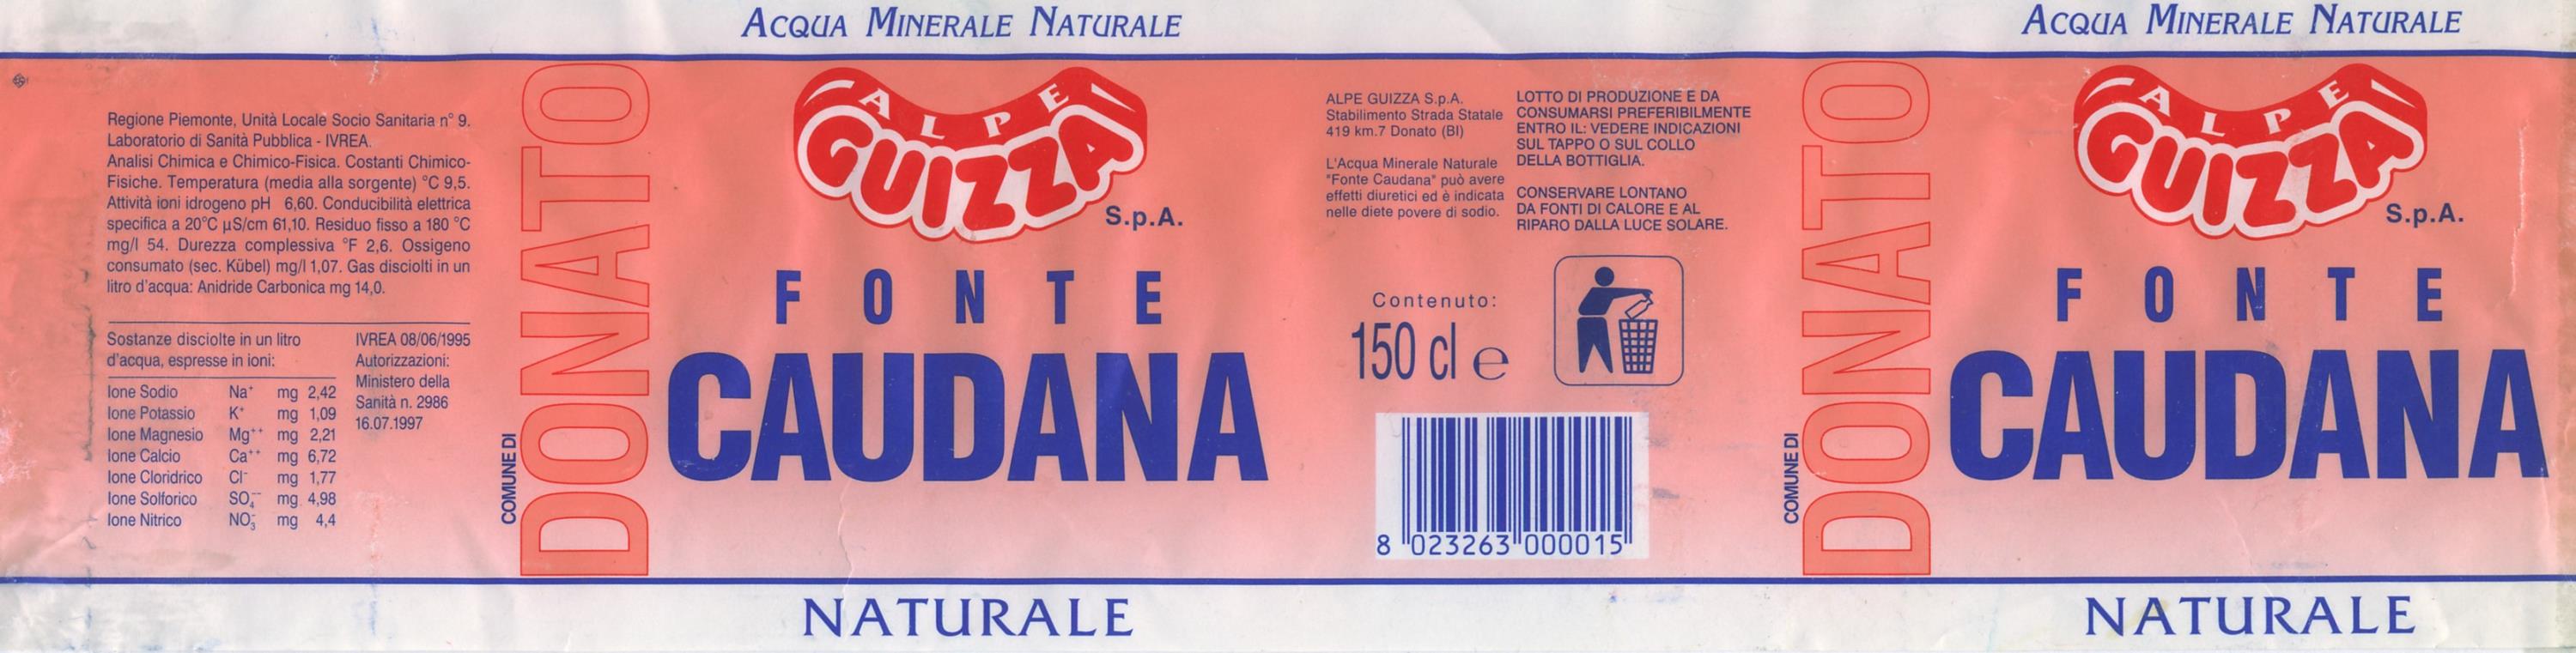 ACQUA MINERALE NATURALE
Regione Piemonte, Unità Locale Socio Sanitaria n° 9.
Laboratorio di Sanità Pubblica - IVREA.
Analisi Chimica e Chimico-Fisica. Costanti Chimico-
Fisiche. Temperatura (media alla sorgente) °C 9,5.
Attività ioni idrogeno pH 6,60. Conducibilità elettrica
specifica a 20°C µS/cm 61,10. Residuo fisso a 180 °C
mg/l 54. Durezza complessiva °F 2,6. Ossigeno
consumato (sec. Kübel) mg/l 1,07. Gas disciolti in un
litro d'acqua: Anidride Carbonica mg 14,0.
Sostanze disciolte in un litro
d'acqua, espresse in ioni:
Ione Sodio Na⁺ mg 2,42
Ione Potassio K⁺ mg 1,09
Ione Magnesio Mg⁺⁺ mg 2,21
Ione Calcio Ca⁺⁺ mg 6,72
Ione Cloridrico Cl⁻ mg 1,77
Ione Solforico SO₄⁻⁻ mg 4,98
Ione Nitrico NO₃⁻ mg 4,4
IVREA 08/06/1995
Autorizzazioni:
Ministero della
Sanità n. 2986
16.07.1997
COMUNE DI
DONATO
ALPE
GUIZZA
S.p.A.
FONTE
CAUDANA
NATURALE
ALPE GUIZZA S.p.A.
Stabilimento Strada Statale
419 km.7 Donato (BI)
L'Acqua Minerale Naturale
"Fonte Caudana" può avere
effetti diuretici ed è indicata
nelle diete povere di sodio.
LOTTO DI PRODUZIONE E DA
CONSUMARSI PREFERIBILMENTE
ENTRO IL: VEDERE INDICAZIONI
SUL TAPPO O SUL COLLO
DELLA BOTTIGLIA.
CONSERVARE LONTANO
DA FONTI DI CALORE E AL
RIPARO DALLA LUCE SOLARE.
Contenuto:
150 cl e
8 023263 000015
ACQUA MINERALE NATURALE
COMUNE DI
DONATO
ALPE
GUIZZA
S.p.A.
FONTE
CAUDANA
NATURALE